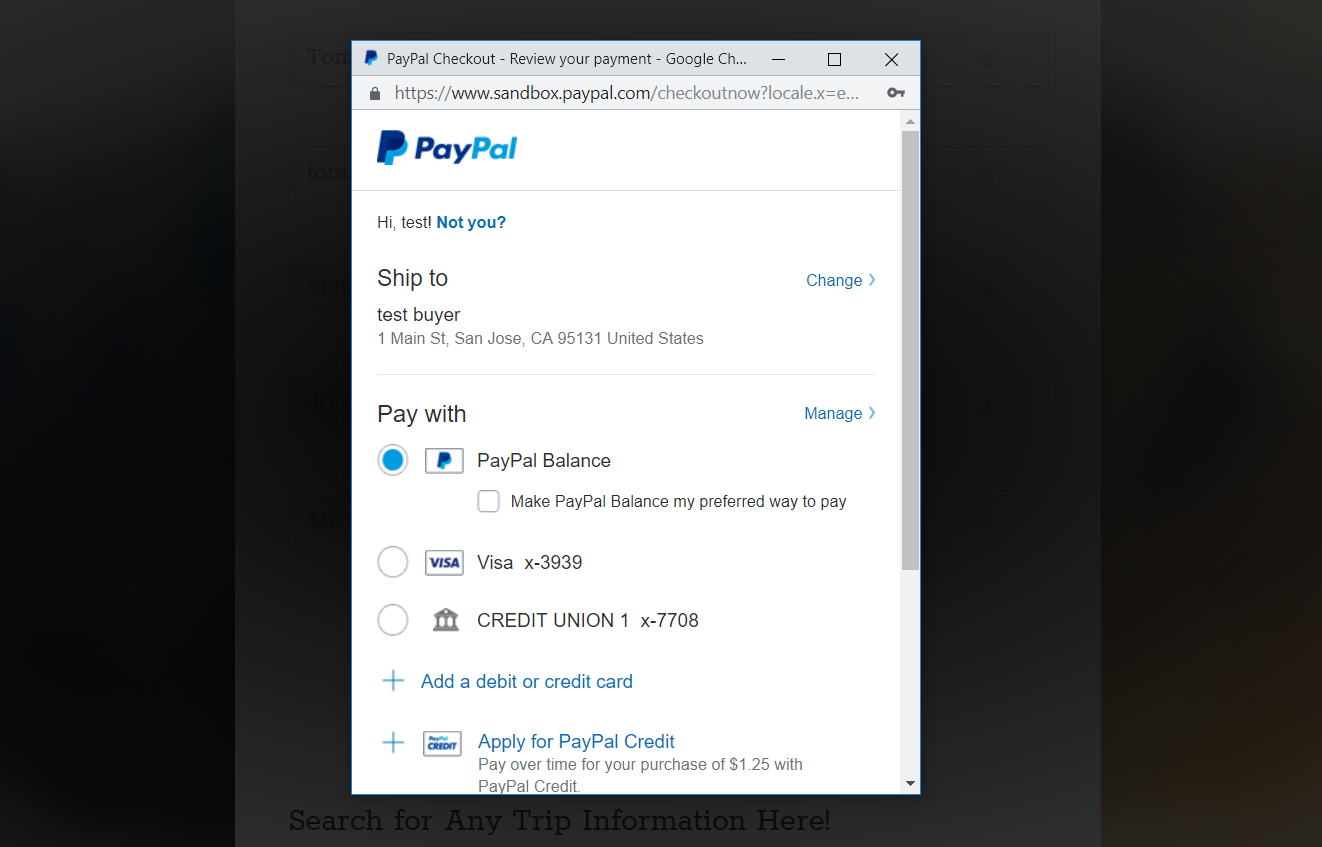 PayPal Checkout - Review your payment - Google Ch...
https://www.sandbox.paypal.com/checkoutnow?locale.x=e...
PayPal
Hi, test! Not you?
Ship to
Change
test buyer
1 Main St, San Jose, CA 95131 United States
Pay with
Manage
PayPal Balance
Make PayPal Balance my preferred way to pay
VISA Visa x-3939
CREDIT UNION 1 x-7708
Add a debit or credit card
PayPal CREDIT Apply for PayPal Credit
Pay over time for your purchase of $1.25 with
PayPal Credit.
Search for Any Trip Information Here!